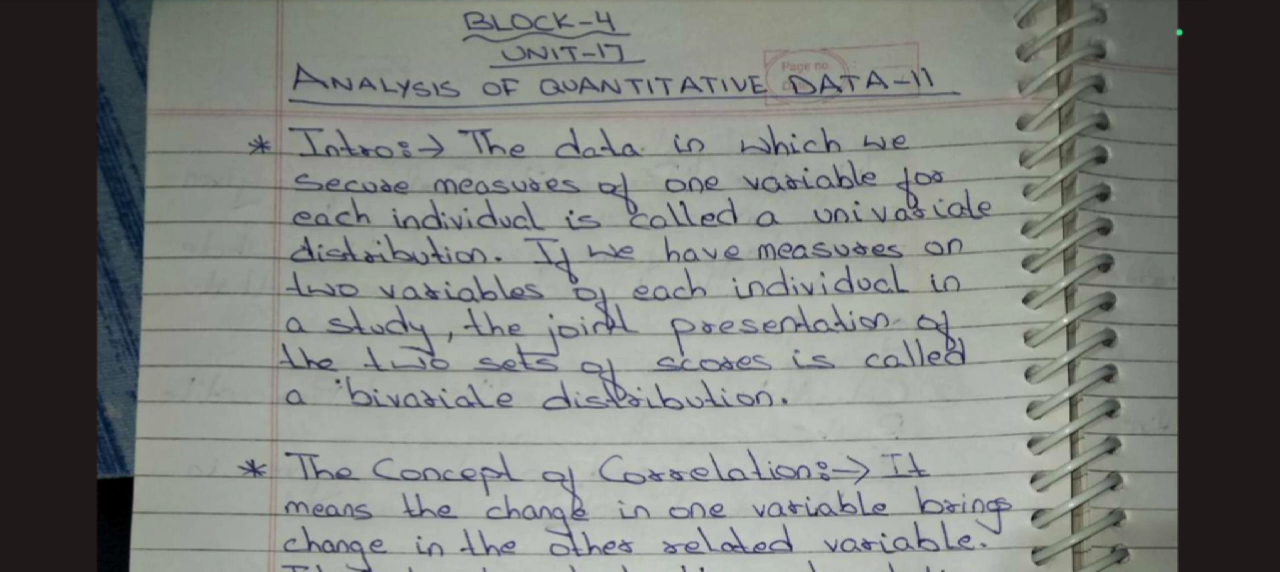 BLOCK-4
UNIT-17
Page no
ANALYSIS OF QUANTITATIVE DATA-11
* Intro:→ The data in which we
secure measures of one variable for
each individual is called a univariate
distribution. If we have measures on
two variables of each individual in
a study, the joint presentation of
the two sets of scores is called
a bivariate distribution.
* The Concept of Correlation:→ It
means the change in one variable brings
change in the other related variable.